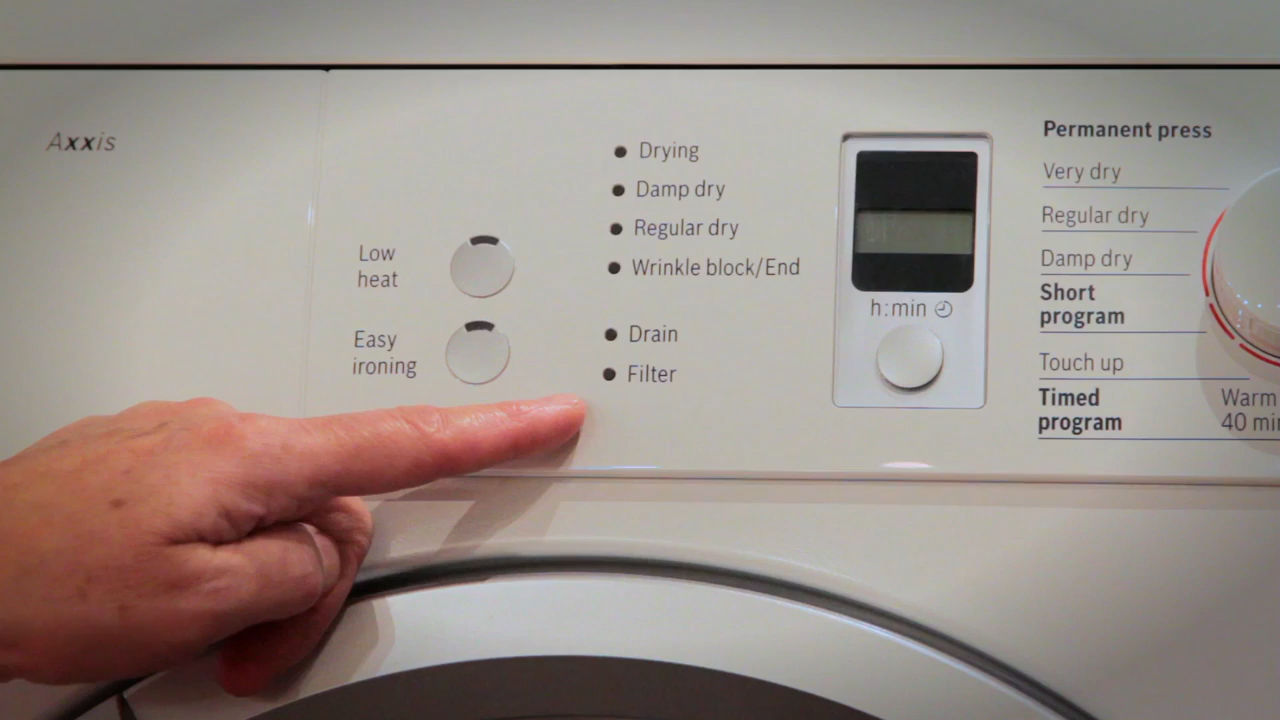 Axxis
Low
heat
Easy
ironing
Drying
Damp dry
Regular dry
Wrinkle block/End
Drain
Filter
h:min
Permanent press
Very dry
Regular dry
Damp dry
Short
program
Touch up
Timed
program
Warm
40